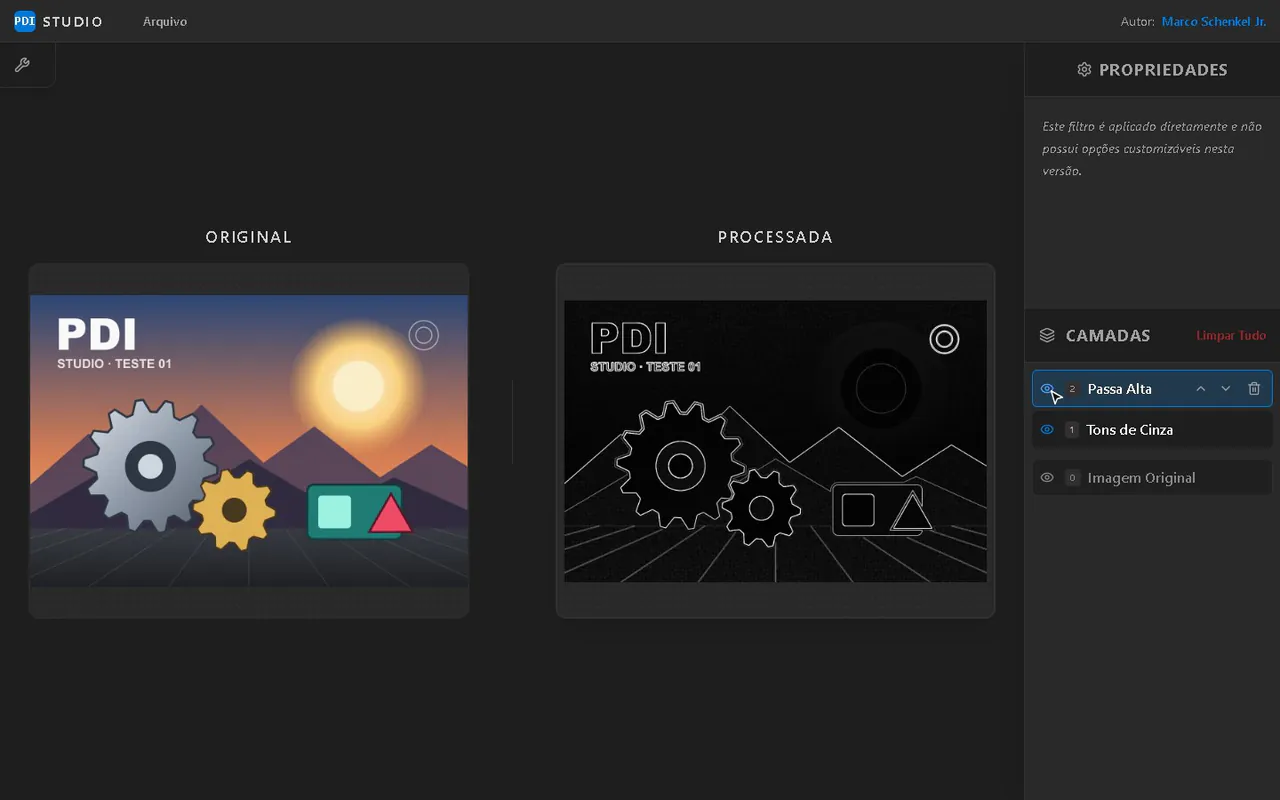 PDI STUDIO Arquivo Autor: Marco Schenkel Jr.
PROPRIEDADES
Este filtro é aplicado diretamente e não
possui opções customizáveis nesta
versão.
ORIGINAL
PDI
STUDIO · TESTE 01
PROCESSADA
PDI
STUDIO · TESTE 01
CAMADAS Limpar Tudo
2 Passa Alta
1 Tons de Cinza
0 Imagem Original